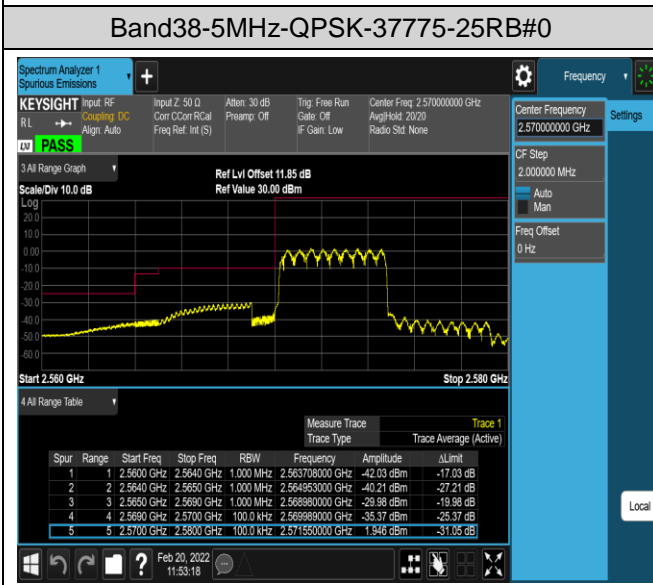 Band38-5MHz-QPSK-37775-25RB#0
Spectrum Analyzer 1
Spurious Emissions
Frequency
KEYSIGHT Input: RF Input Z: 50 Ω Atten: 30 dB Trig: Free Run Center Freq: 2.570000000 GHz
RL Coupling: DC Corr CCorr RCal Preamp: Off Gate: Off Avg|Hold: 20/20
Align: Auto Freq Ref: Int (S) IF Gain: Low Radio Std: None
LXI PASS
Center Frequency
2.570000000 GHz
Settings
CF Step
2.000000 MHz
Auto
Man
Freq Offset
0 Hz
3 All Range Graph
Ref Lvl Offset 11.85 dB
Scale/Div 10.0 dB Ref Value 30.00 dBm
Log
20.0
10.0
0.00
-10.0
-20.0
-30.0
-40.0
-50.0
-60.0
Start 2.560 GHz Stop 2.580 GHz
4 All Range Table
Measure Trace Trace 1
Trace Type Trace Average (Active)
Spur Range Start Freq Stop Freq RBW Frequency Amplitude ΔLimit
1 1 2.5600 GHz 2.5640 GHz 1.000 MHz 2.563708000 GHz -42.03 dBm -17.03 dB
2 2 2.5640 GHz 2.5650 GHz 1.000 MHz 2.564953000 GHz -40.21 dBm -27.21 dB
3 3 2.5650 GHz 2.5690 GHz 1.000 MHz 2.568980000 GHz -29.98 dBm -19.98 dB
4 4 2.5690 GHz 2.5700 GHz 100.0 kHz 2.569989000 GHz -35.37 dBm -25.37 dB
5 5 2.5700 GHz 2.5800 GHz 100.0 kHz 2.571550000 GHz 1.946 dBm -31.05 dB
Local
? Feb 20, 2022
11:53:18